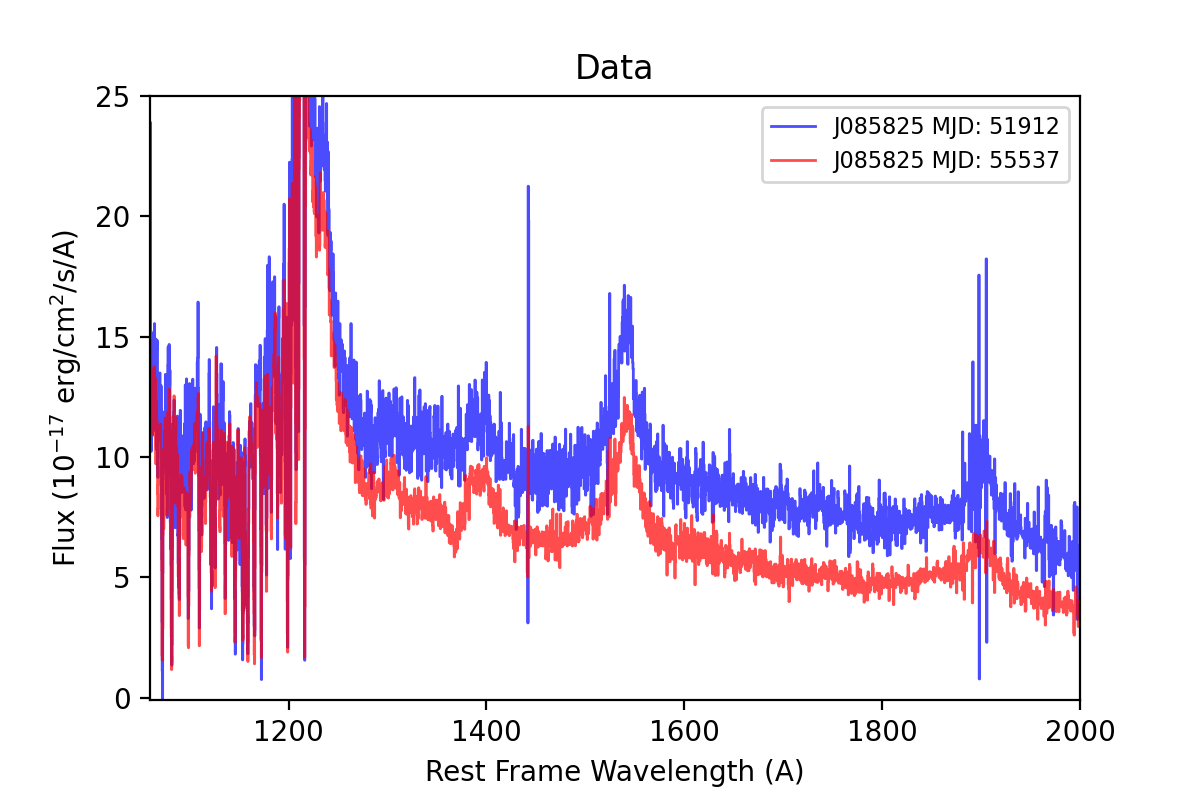 Data
J085825 MJD: 51912
J085825 MJD: 55537
25
20
15
10
5
0
Flux (10⁻¹⁷ erg/cm²/s/A)
1200 1400 1600 1800 2000
Rest Frame Wavelength (A)